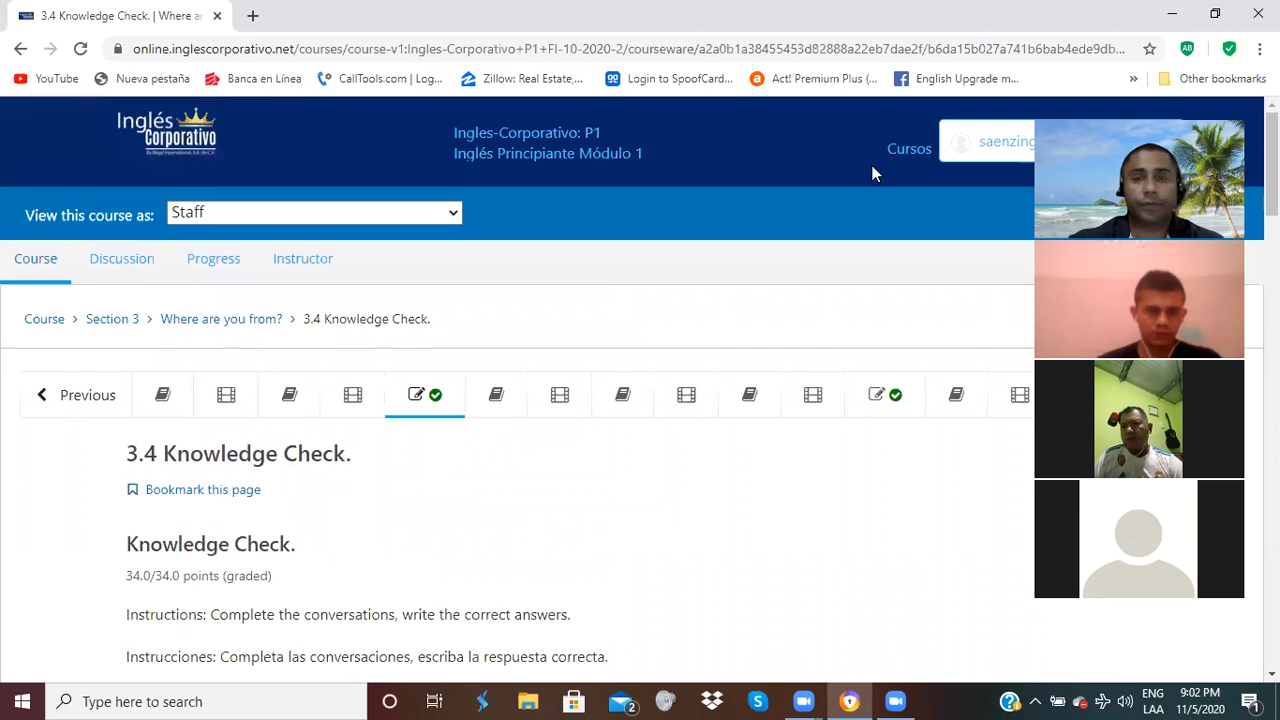 3.4 Knowledge Check. | Where a
online.inglescorporativo.net/courses/course-v1:Ingles-Corporativo+P1+FI-10-2020-2/courseware/a2a0b1a38455453d82888a22eb7dae2f/b6da15b027a741b6bab4ede9db...
YouTube
Nueva pestaña
Banca en Línea
CallTools.com | Log...
Zillow: Real Estate,...
Login to SpoofCard...
Act! Premium Plus (...
English Upgrade m...
»
Other bookmarks
Inglés
Corporativo
Ingles-Corporativo: P1
Inglés Principiante Módulo 1
Cursos
saenzing
View this course as:
Staff
Course
Discussion
Progress
Instructor
Course > Section 3 > Where are you from? > 3.4 Knowledge Check.
Previous
3.4 Knowledge Check.
Bookmark this page
Knowledge Check.
34.0/34.0 points (graded)
Instructions: Complete the conversations, write the correct answers.
Instrucciones: Completa las conversaciones, escriba la respuesta correcta.
Type here to search
2
ENG
LAA
9:02 PM
11/5/2020
1